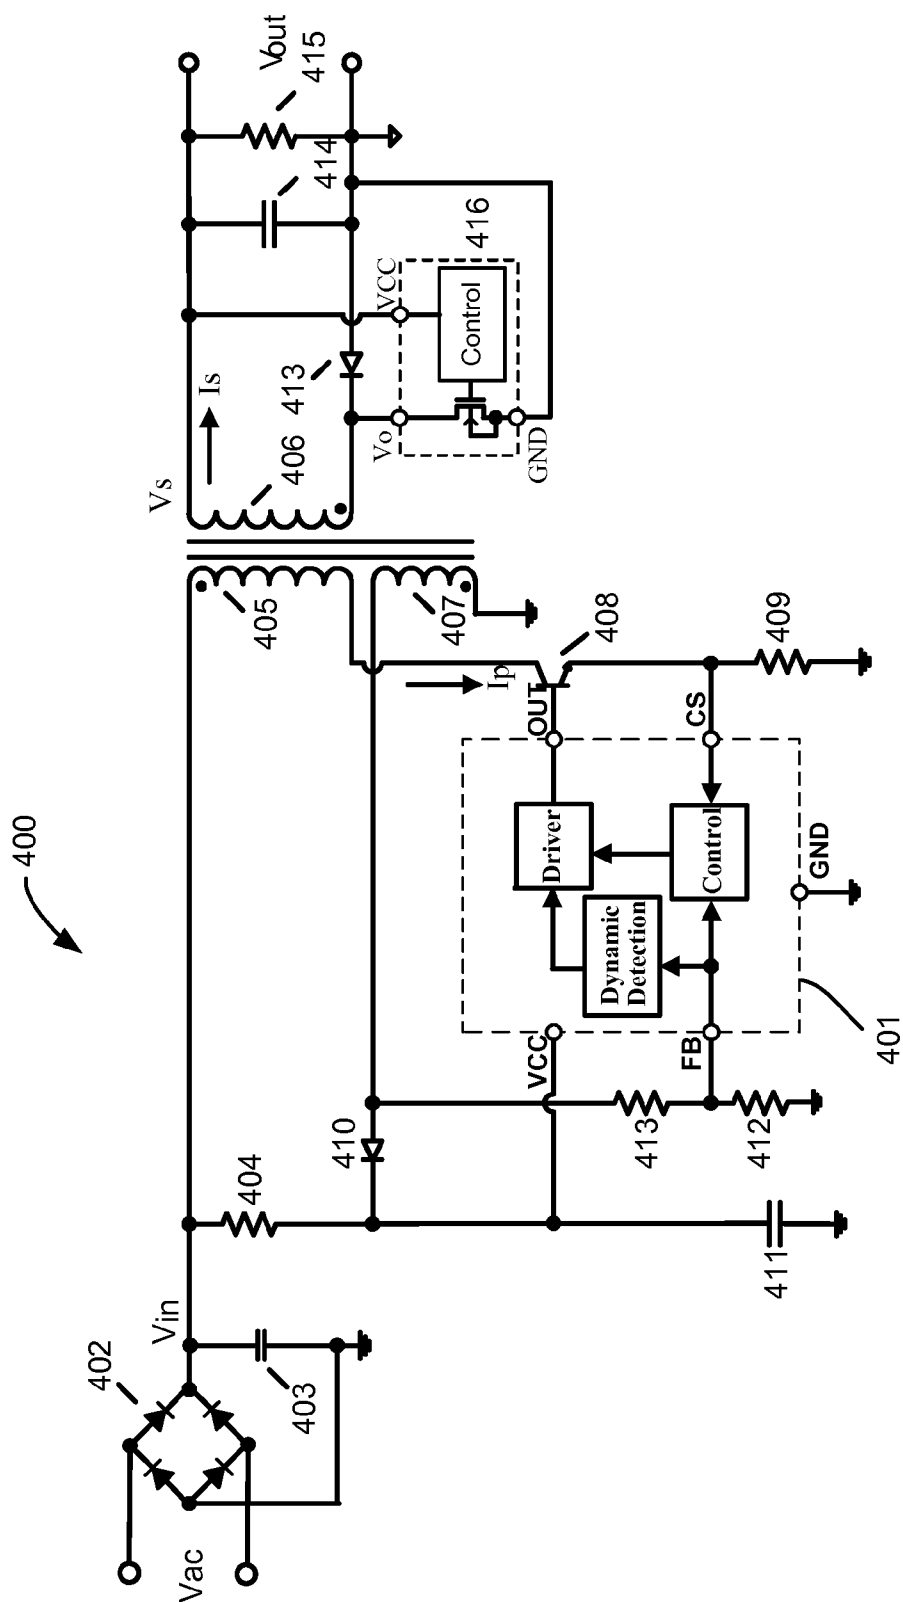 400
Vac
402
Vin
403
404
410
411
413
412
VCC
FB
401
Dynamic
Detection
Driver
Control
GND
OUT
CS
Ip
408
409
405
407
Vs
406
Is
413
Vo
VCC
Control
GND
416
414
415
Vout